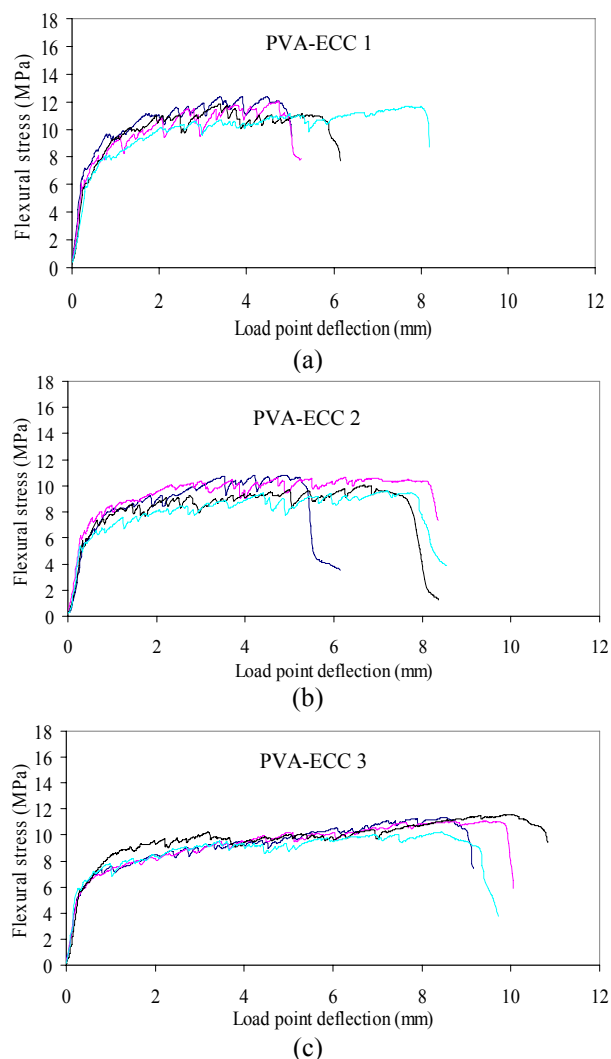 18
16
14
12
10
8
6
4
2
0
Flexural stress (MPa)
PVA-ECC 1
0 2 4 6 8 10 12
Load point deflection (mm)
(a)
18
16
14
12
10
8
6
4
2
0
Flexural stress (MPa)
PVA-ECC 2
0 2 4 6 8 10 12
Load point deflection (mm)
(b)
18
16
14
12
10
8
6
4
2
0
Flexural stress (MPa)
PVA-ECC 3
0 2 4 6 8 10 12
Load point deflection (mm)
(c)